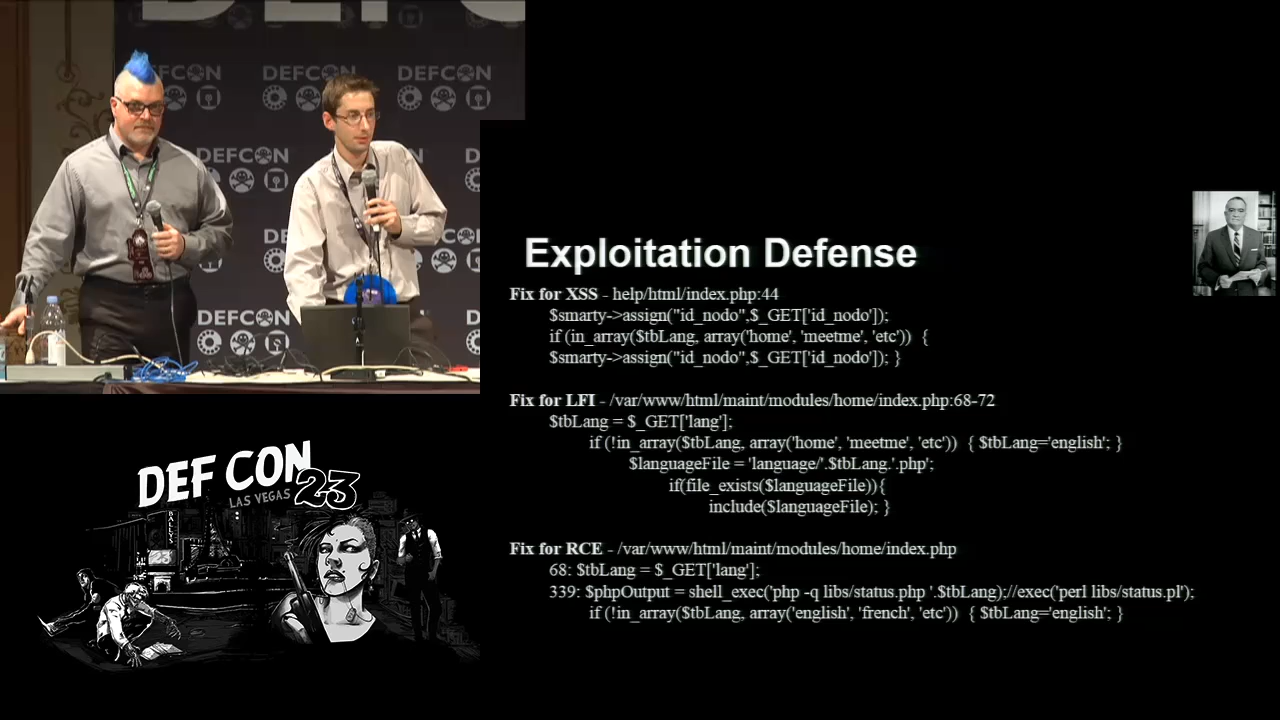 DEFCON
DEFCON
DEFCON
DEFCON
DEFCON
DEFCON
Exploitation Defense
Fix for XSS - help/html/index.php:44
$smarty->assign("id_nodo",$_GET['id_nodo']);
if (in_array($tbLang, array('home', 'meetme', 'etc'))  {
$smarty->assign("id_nodo",$_GET['id_nodo']); }
Fix for LFI - /var/www/html/maint/modules/home/index.php:68-72
$tbLang = $_GET['lang'];
if (!in_array($tbLang, array('home', 'meetme', 'etc'))  { $tbLang='english'; }
$languageFile = 'language/'.$tbLang.'.php';
if(file_exists($languageFile)){
include($languageFile); }
Fix for RCE - /var/www/html/maint/modules/home/index.php
68: $tbLang = $_GET['lang'];
339: $phpOutput = shell_exec('php -q libs/status.php '.$tbLang);//exec('perl libs/status.pl');
if (!in_array($tbLang, array('english', 'french', 'etc'))  { $tbLang='english'; }
DEF CON
LAS VEGAS 23
BALLYS